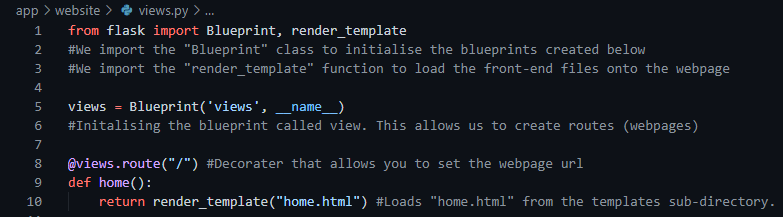 app > website > views.py > ...
1 from flask import Blueprint, render_template
2 #We import the "Blueprint" class to initialise the blueprints created below
3 #We import the "render_template" function to load the front-end files onto the webpage
4
5 views = Blueprint('views', __name__)
6 #Initalising the blueprint called view. This allows us to create routes (webpages)
7
8 @views.route("/") #Decorater that allows you to set the webpage url
9 def home():
10     return render_template("home.html") #Loads "home.html" from the templates sub-directory.